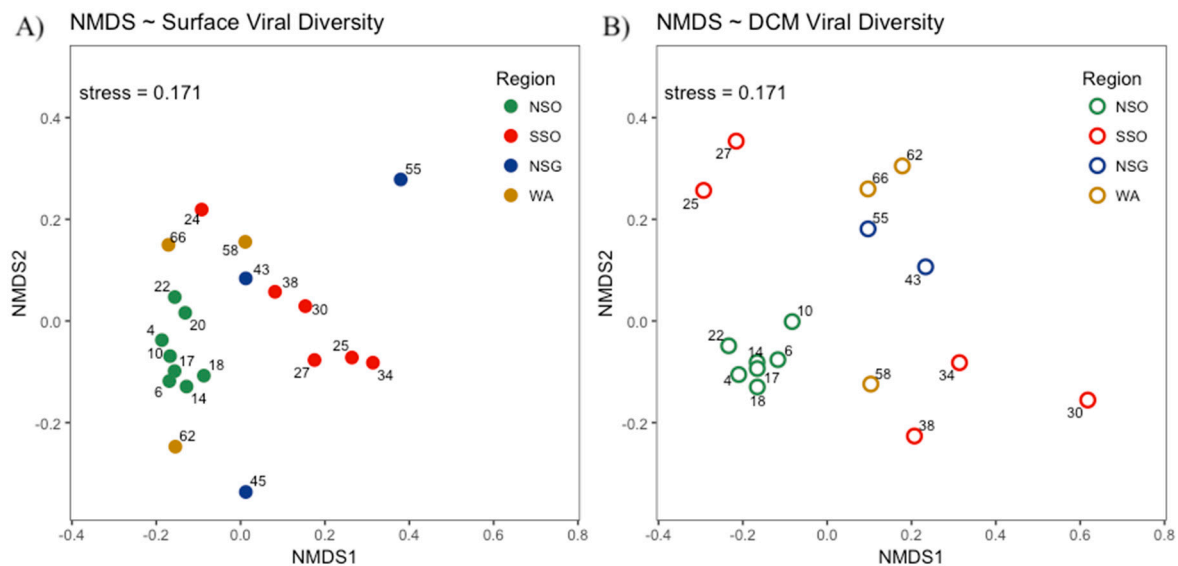 A) NMDS ~ Surface Viral Diversity
stress = 0.171
Region
NSO
SSO
NSG
WA
55
24
66
58
43
38
30
22
20
4
10
17
18
6
14
27
25
34
62
45
0.4
0.2
0.0
-0.2
NMDS2
-0.4 -0.2 0.0 0.2 0.4 0.6 0.8
NMDS1
B) NMDS ~ DCM Viral Diversity
stress = 0.171
Region
NSO
SSO
NSG
WA
27
25
62
66
55
43
10
22
14
6
4
17
18
58
34
30
38
0.4
0.2
0.0
-0.2
NMDS2
-0.4 -0.2 0.0 0.2 0.4 0.6 0.8
NMDS1